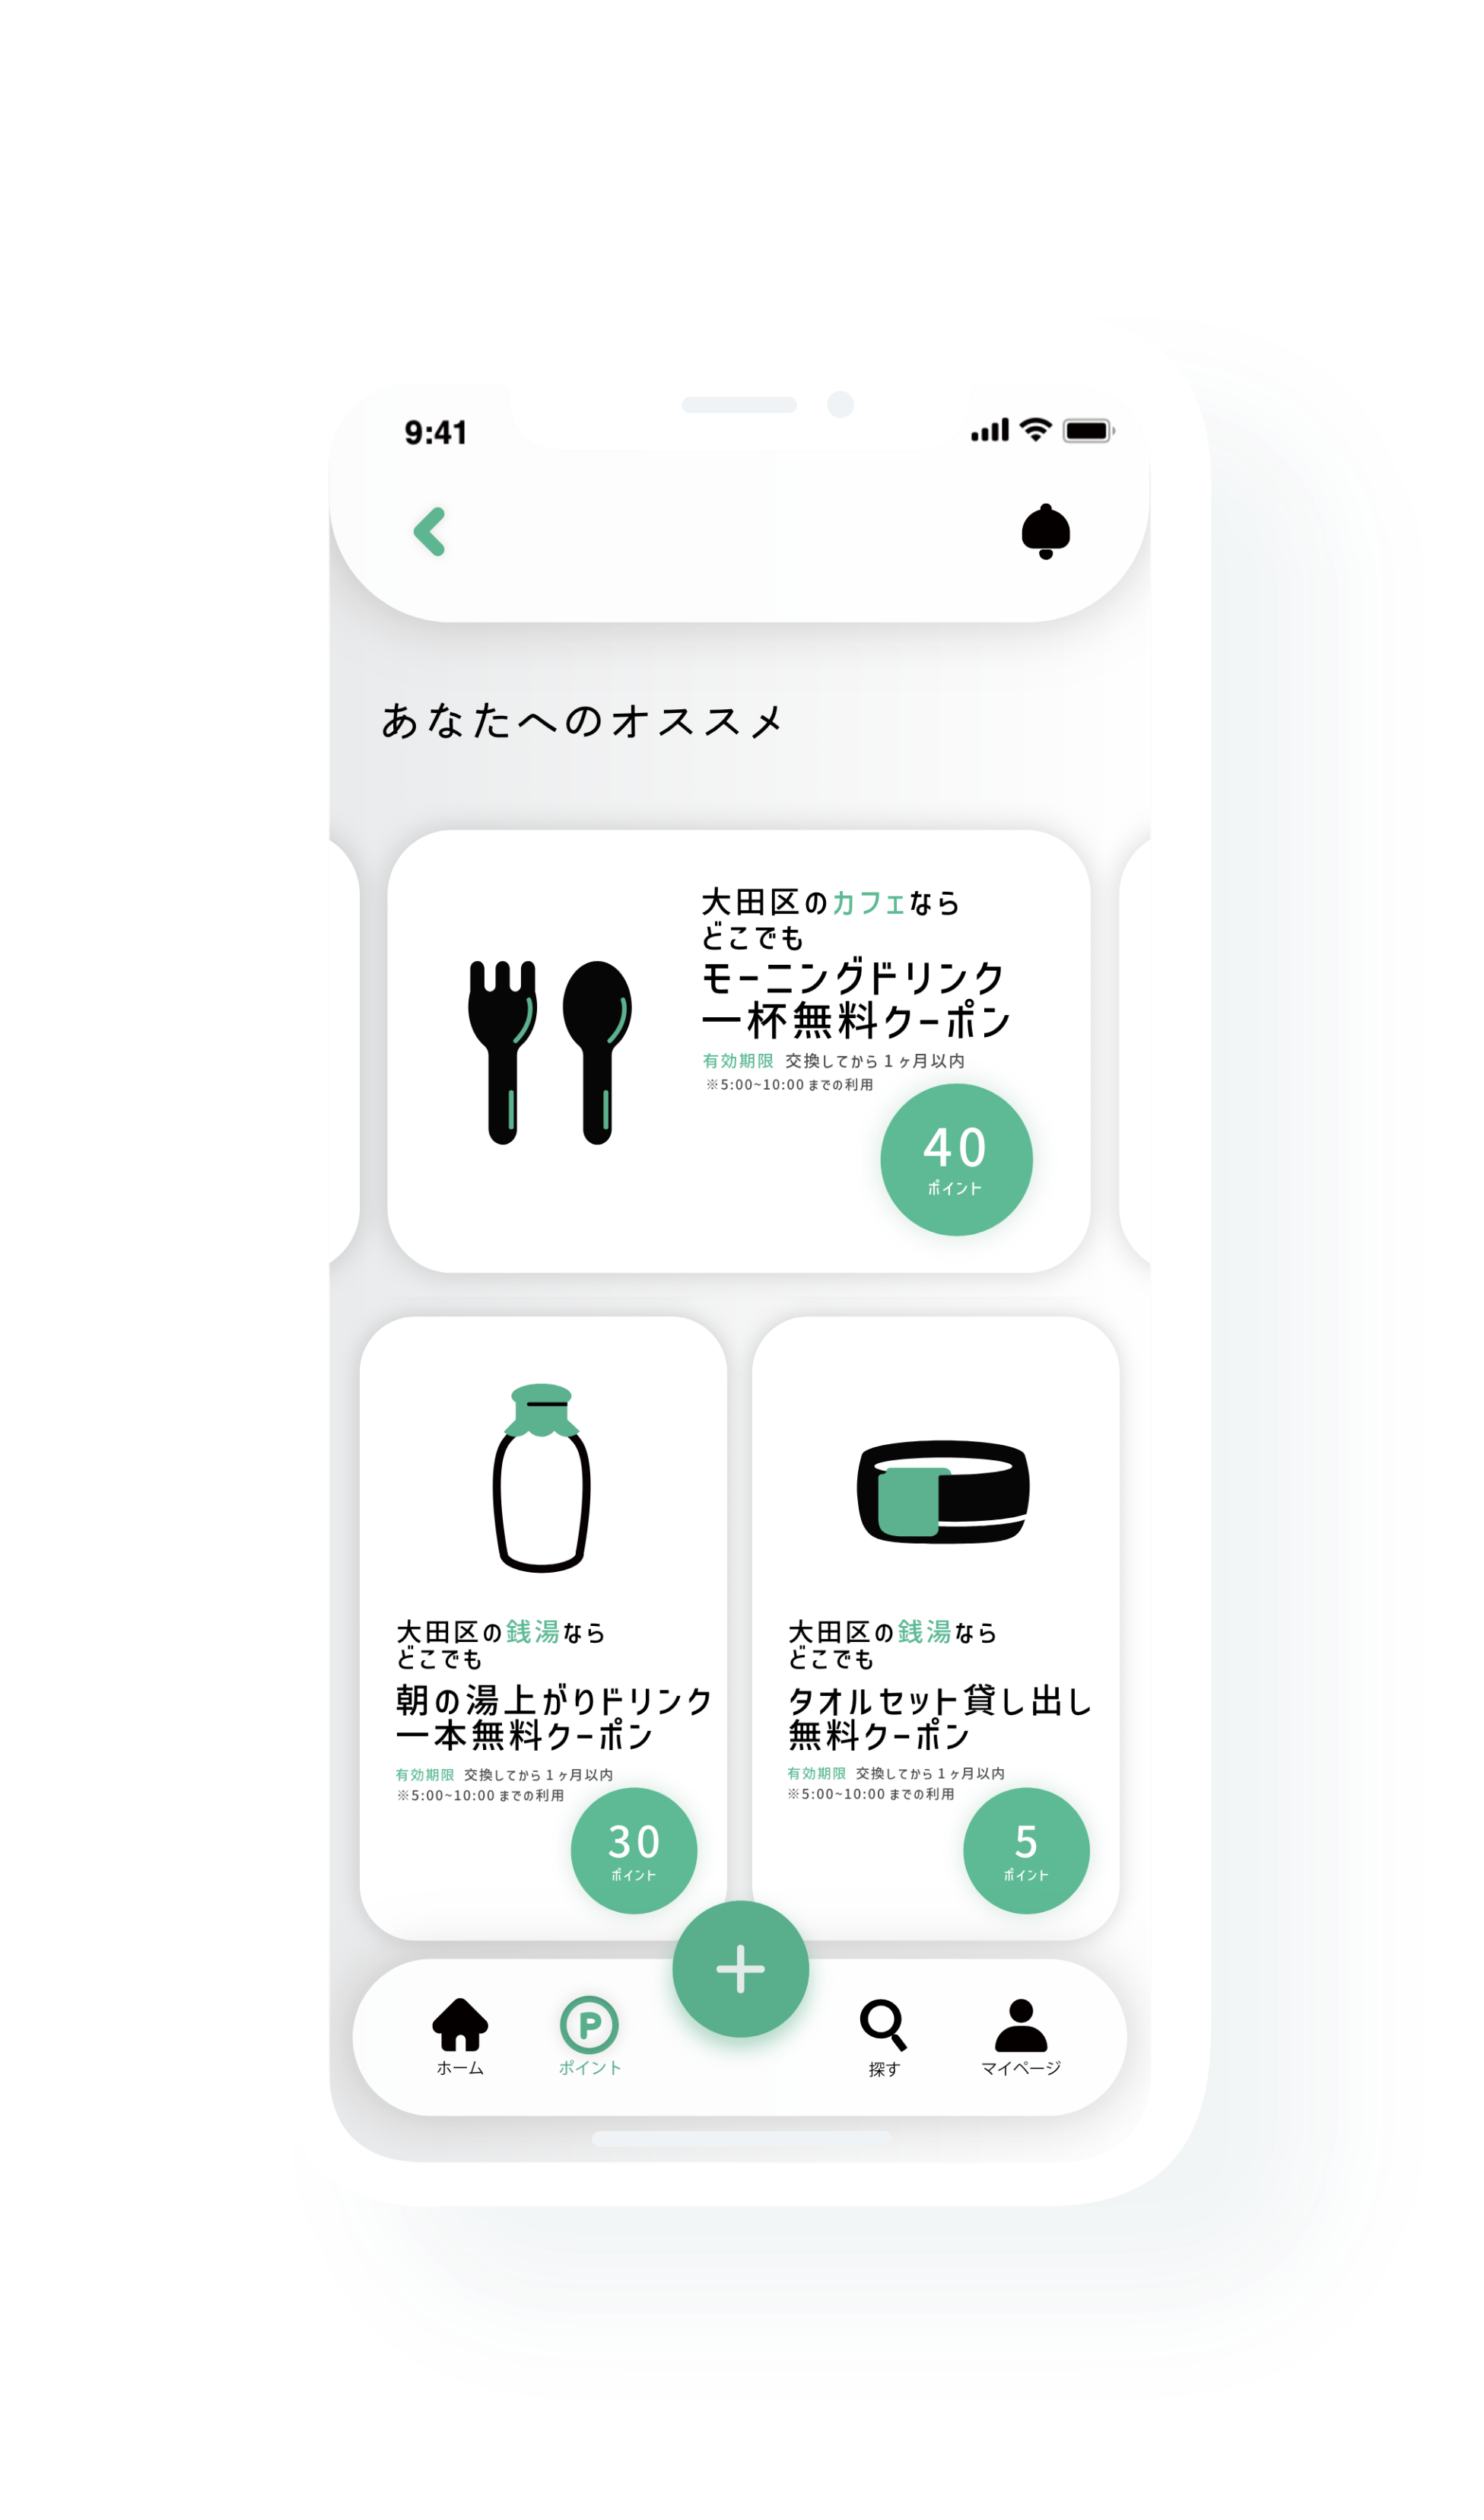 9:41
あなたへのオススメ
大田区のカフェなら
どこでも
モーニングドリンク
一杯無料クーポン
有効期限 交換してから1ヶ月以内
※5:00~10:00 までの利用
40
ポイント
大田区の銭湯なら
どこでも
朝の湯上がりドリンク
一本無料クーポン
有効期限 交換してから1ヶ月以内
※5:00~10:00 までの利用
30
ポイント
大田区の銭湯なら
どこでも
タオルセット貸し出し
無料クーポン
有効期限 交換してから1ヶ月以内
※5:00~10:00 までの利用
5
ポイント
ホーム
P
ポイント
探す
マイページ